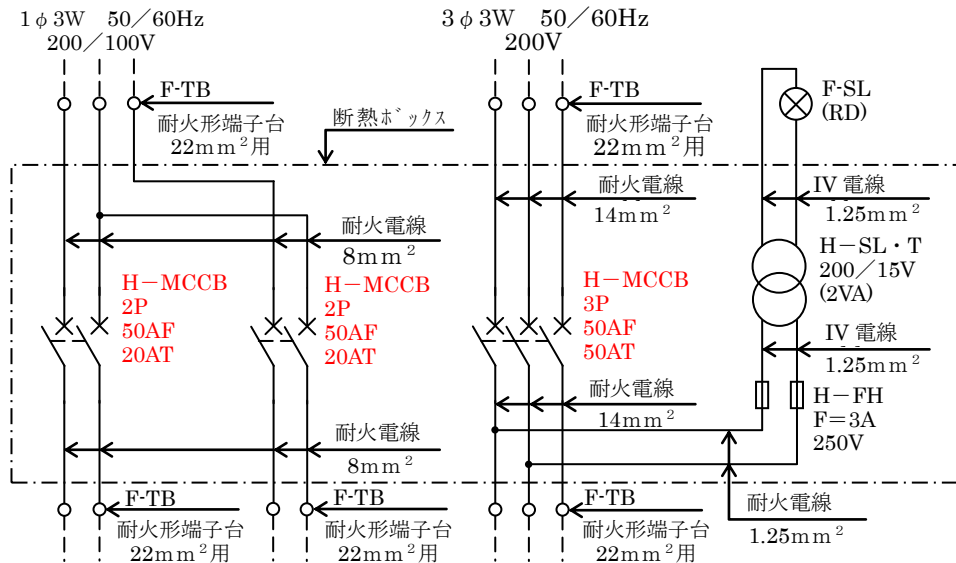 1φ3W 50／60Hz
200／100V
F-TB
耐火形端子台
22mm²用
断熱ボックス
3φ3W 50／60Hz
200V
F-TB
耐火形端子台
22mm²用
F-SL
(RD)
耐火電線
8mm²
耐火電線
14mm²
IV 電線
1.25mm²
H－SL・T
200／15V
(2VA)
H－MCCB
2P
50AF
20AT
H－MCCB
2P
50AF
20AT
H－MCCB
3P
50AF
50AT
IV 電線
1.25mm²
耐火電線
14mm²
H－FH
F＝3A
250V
耐火電線
8mm²
F-TB
耐火形端子台
22mm²用
F-TB
耐火形端子台
22mm²用
F-TB
耐火形端子台
22mm²用
耐火電線
1.25mm²